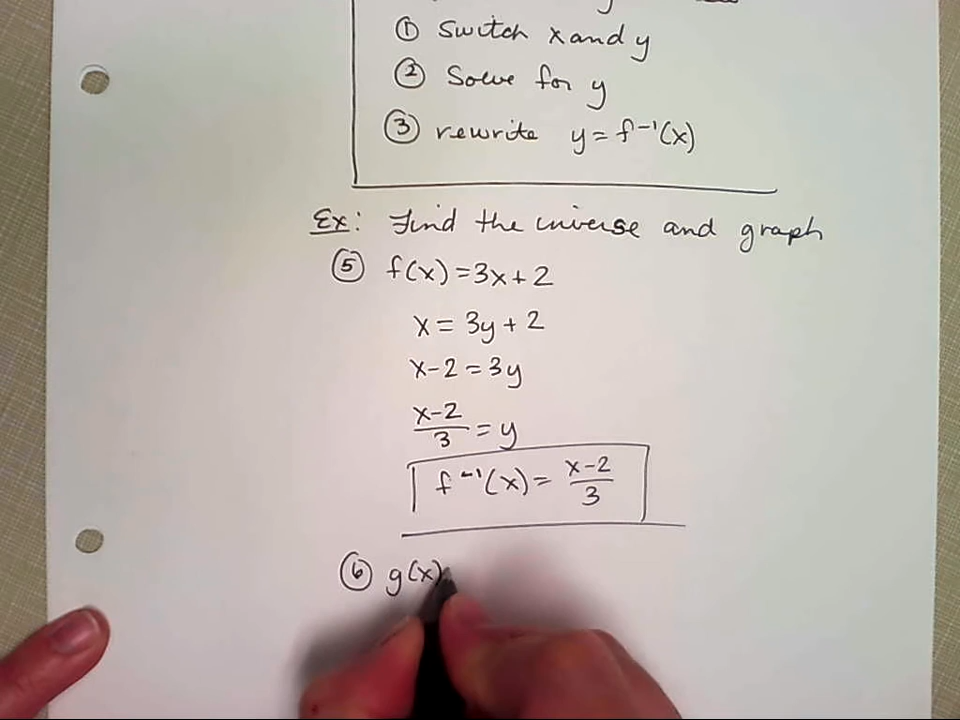 ① Switch x and y
② Solve for y
③ rewrite y = f⁻¹(x)
Ex: Find the inverse and graph
⑤ f(x) = 3x + 2
x = 3y + 2
x - 2 = 3y
(x-2)/3 = y
f⁻¹(x) = (x-2)/3
⑥ g(x)